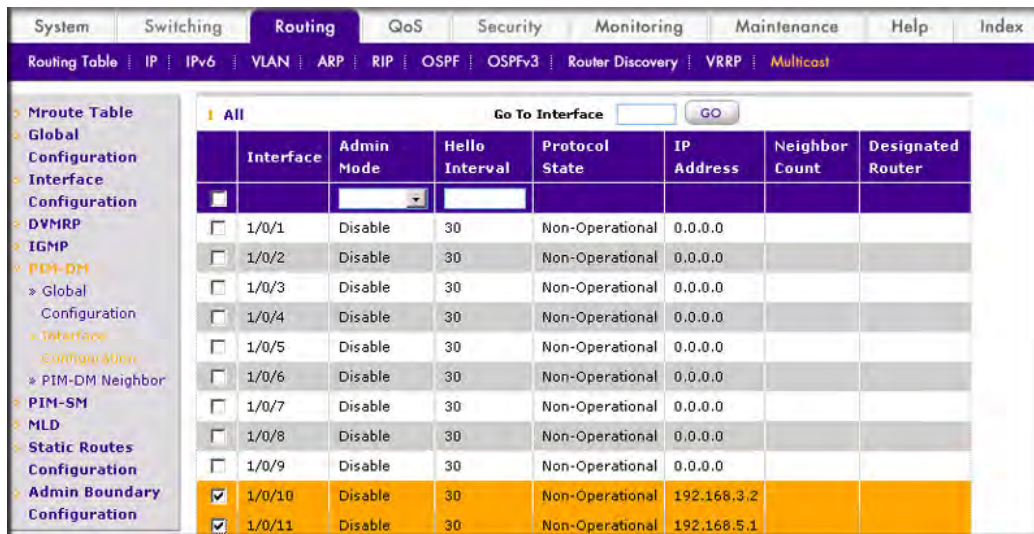 System Switching Routing QoS Security Monitoring Maintenance Help Index
Routing Table IP IPv6 VLAN ARP RIP OSPF OSPFv3 Router Discovery VRRP Multicast
Mroute Table
Global
Configuration
Interface
Configuration
DVMRP
IGMP
PIM-DM
» Global
Configuration
» Interface
Configuration
» PIM-DM Neighbor
PIM-SM
MLD
Static Routes
Configuration
Admin Boundary
Configuration
1 All Go To Interface GO
Interface Admin Mode Hello Interval Protocol State IP Address Neighbor Count Designated Router
1/0/1 Disable 30 Non-Operational 0.0.0.0
1/0/2 Disable 30 Non-Operational 0.0.0.0
1/0/3 Disable 30 Non-Operational 0.0.0.0
1/0/4 Disable 30 Non-Operational 0.0.0.0
1/0/5 Disable 30 Non-Operational 0.0.0.0
1/0/6 Disable 30 Non-Operational 0.0.0.0
1/0/7 Disable 30 Non-Operational 0.0.0.0
1/0/8 Disable 30 Non-Operational 0.0.0.0
1/0/9 Disable 30 Non-Operational 0.0.0.0
1/0/10 Disable 30 Non-Operational 192.168.3.2
1/0/11 Disable 30 Non-Operational 192.168.5.1